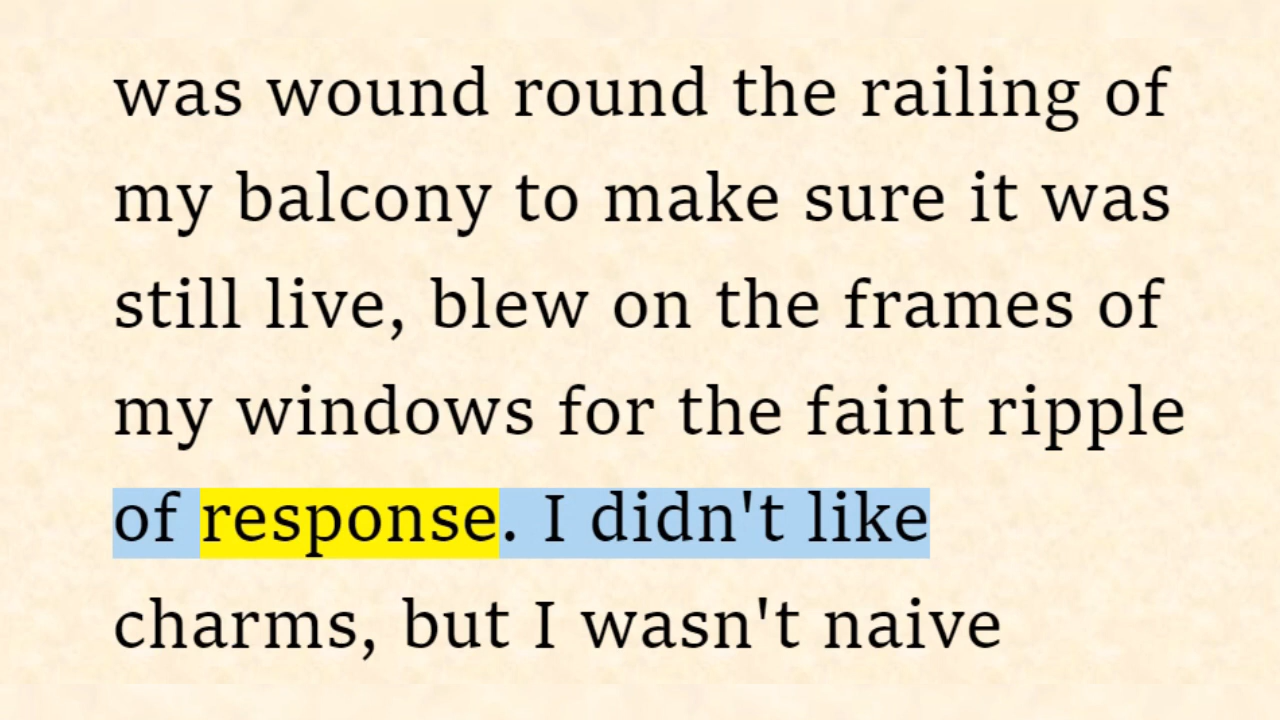 was wound round the railing of
my balcony to make sure it was
still live, blew on the frames of
my windows for the faint ripple
of response. I didn't like
charms, but I wasn't naive